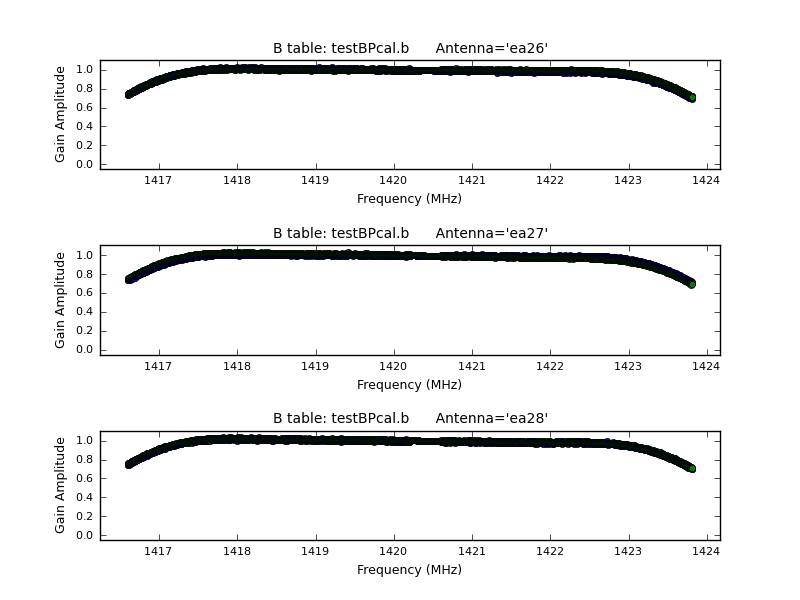 B table: testBPcal.b Antenna='ea26'
1.0
0.8
0.6
0.4
0.2
0.0
Gain Amplitude
1417 1418 1419 1420 1421 1422 1423 1424
Frequency (MHz)
B table: testBPcal.b Antenna='ea27'
1.0
0.8
0.6
0.4
0.2
0.0
Gain Amplitude
1417 1418 1419 1420 1421 1422 1423 1424
Frequency (MHz)
B table: testBPcal.b Antenna='ea28'
1.0
0.8
0.6
0.4
0.2
0.0
Gain Amplitude
1417 1418 1419 1420 1421 1422 1423 1424
Frequency (MHz)